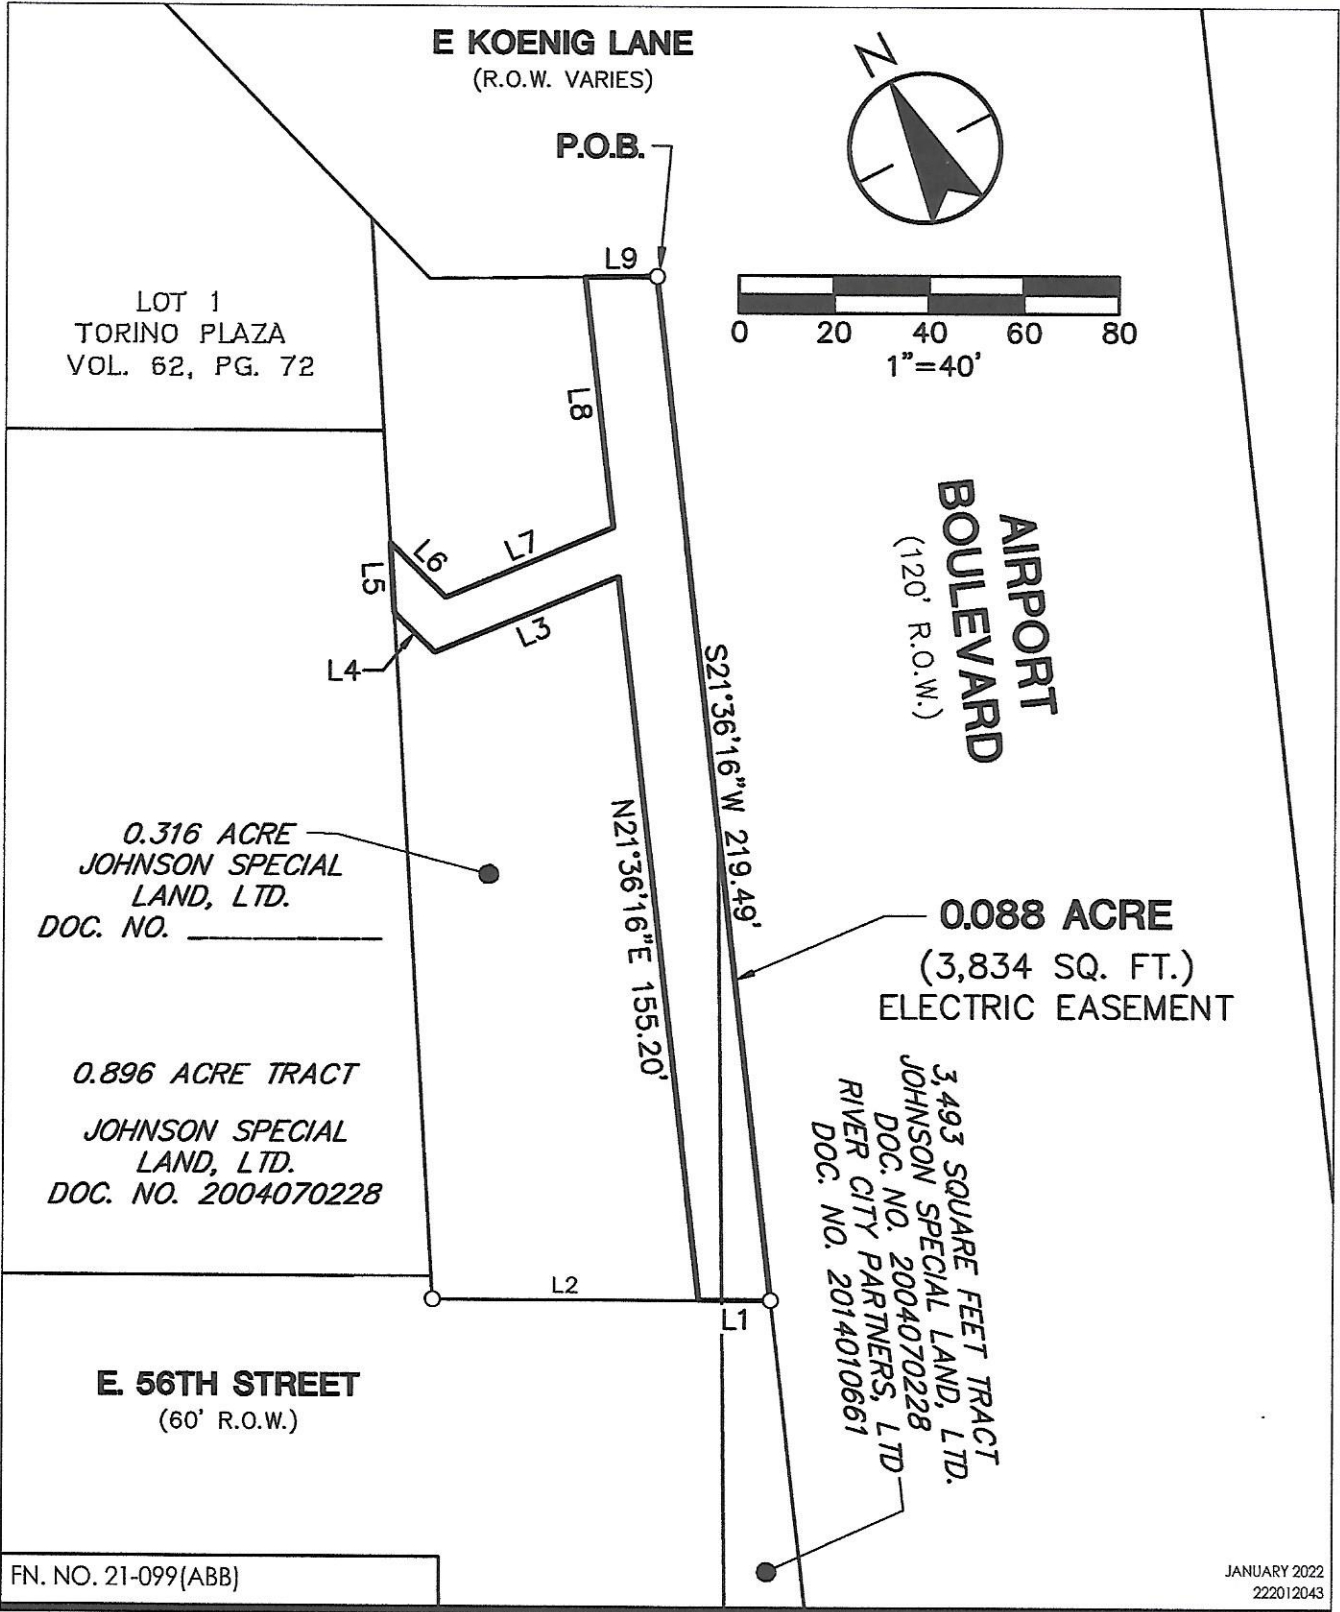 E KOENIG LANE
(R.O.W. VARIES)
N
P.O.B.
L9
LOT 1
TORINO PLAZA
VOL. 62, PG. 72
0 20 40 60 80
1"=40'
L8
L7
L6
L5
L3
L4
AIRPORT
BOULEVARD
(120' R.O.W.)
S21°36'16"W 219.49'
N21°36'16"E 155.20'
0.316 ACRE
JOHNSON SPECIAL
LAND, LTD.
DOC. NO. ____________
0.088 ACRE
(3,834 SQ. FT.)
ELECTRIC EASEMENT
0.896 ACRE TRACT
JOHNSON SPECIAL
LAND, LTD.
DOC. NO. 2004070228
3,493 SQUARE FEET TRACT
JOHNSON SPECIAL LAND, LTD.
DOC. NO. 2004070228
RIVER CITY PARTNERS, LTD
DOC. NO. 2014010661
L2
L1
E. 56TH STREET
(60' R.O.W.)
FN. NO. 21-099(ABB)
JANUARY 2022
222012043